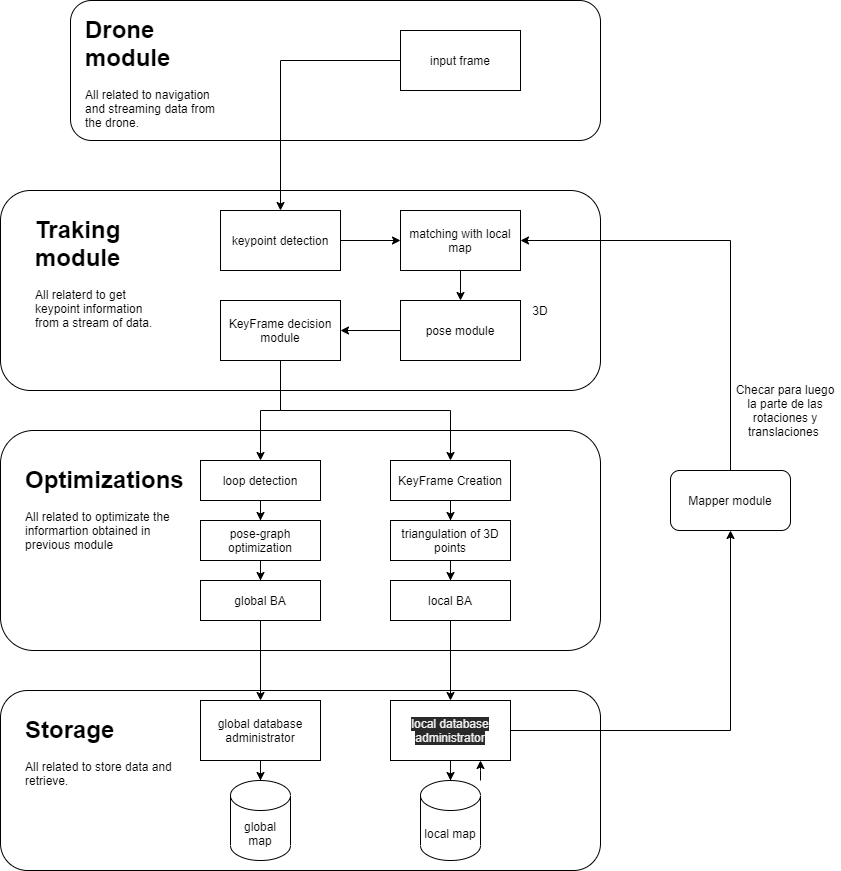 Drone
module
All related to navigation
and streaming data from
the drone.
input frame
Traking
module
All relaterd to get
keypoint information
from a stream of data.
keypoint detection
matching with local
map
KeyFrame decision
module
pose module
3D
Checar para luego
la parte de las
rotaciones y
translaciones
Mapper module
Optimizations
All related to optimizate the
informartion obtained in
previous module
loop detection
KeyFrame Creation
pose-graph
optimization
triangulation of 3D
points
global BA
local BA
Storage
All related to store data and
retrieve.
global database
administrator
local database
administrator
global
map
local map